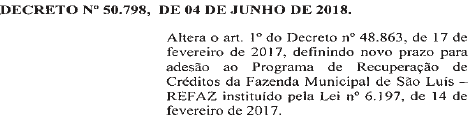 DECRETO Nº 50.798, DE 04 DE JUNHO DE 2018.
Altera o art. 1º do Decreto nº 48.863, de 17 de
fevereiro de 2017, definindo novo prazo para
adesão ao Programa de Recuperação de
Créditos da Fazenda Municipal de São Luís –
REFAZ instituído pela Lei nº 6.197, de 14 de
fevereiro de 2017.